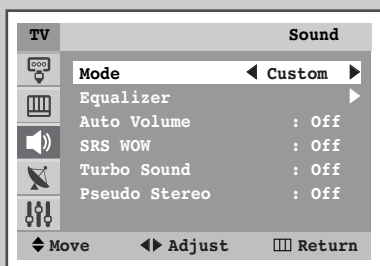 TV Sound
Mode Custom
Equalizer
Auto Volume : Off
SRS WOW : Off
Turbo Sound : Off
Pseudo Stereo : Off
Move Adjust Return